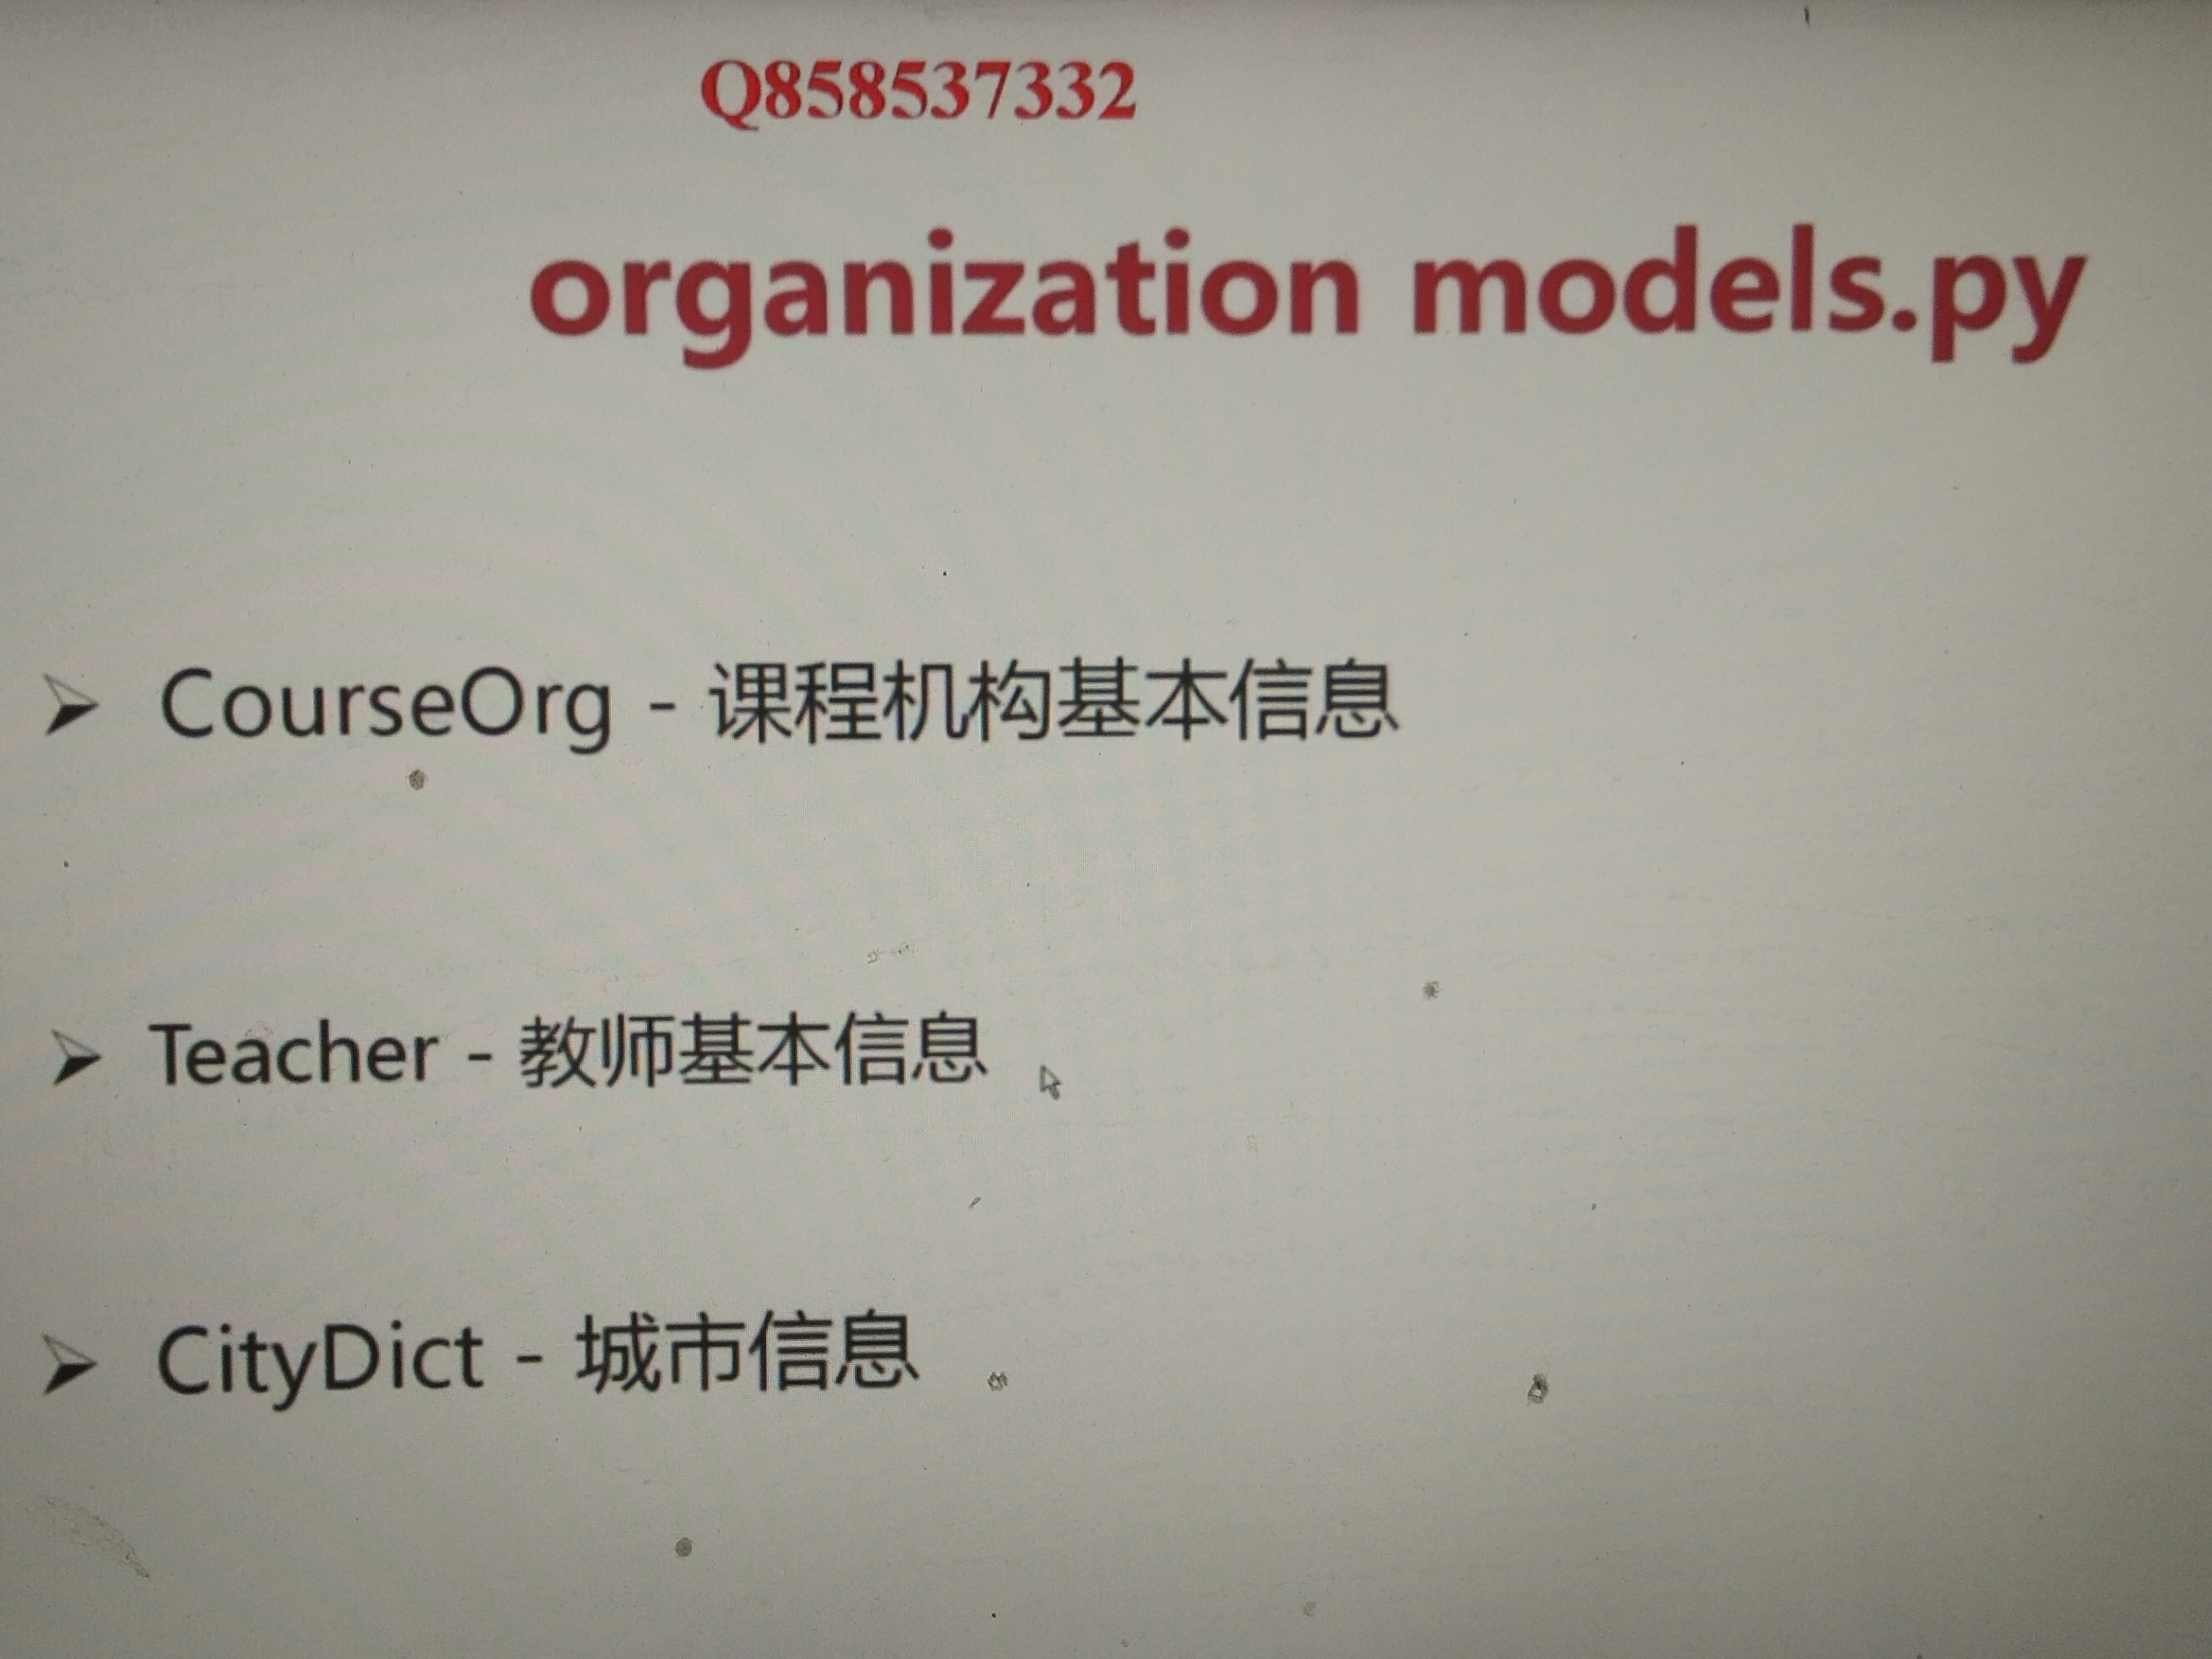 Q858537332
organization models.py
➢ CourseOrg - 课程机构基本信息
➢ Teacher - 教师基本信息
➢ CityDict - 城市信息